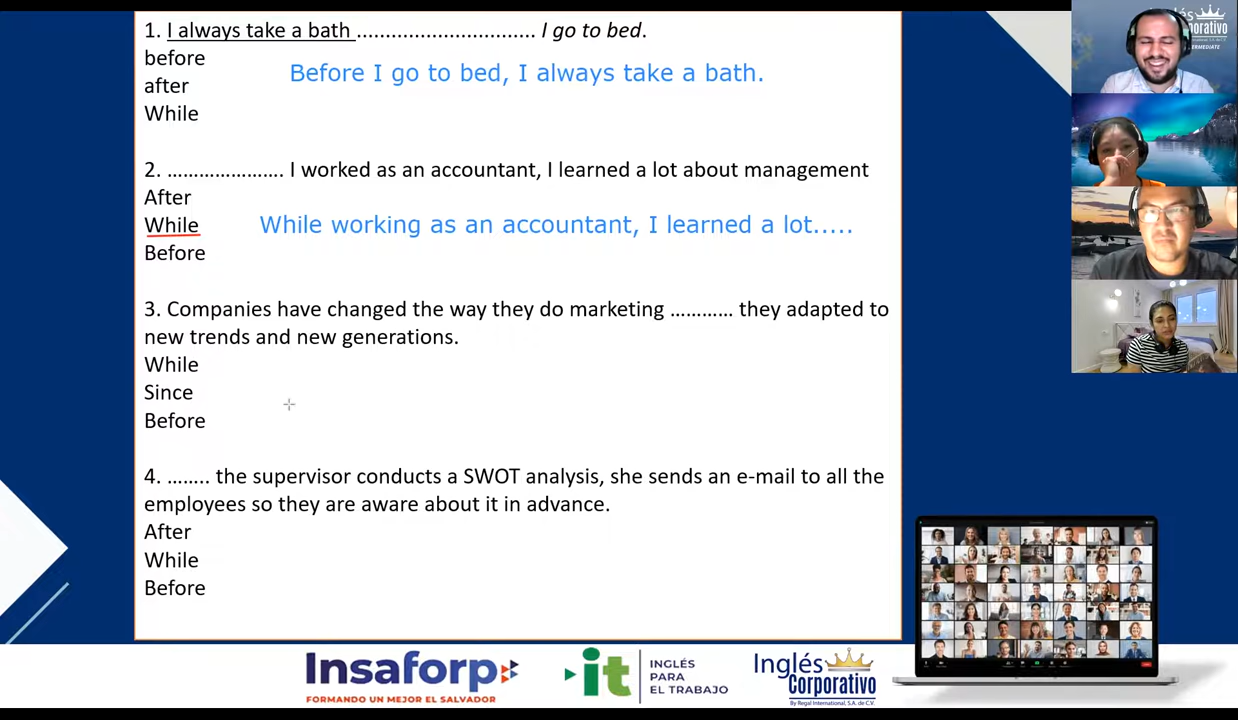 1. I always take a bath ............................... I go to bed.
before
Before I go to bed, I always take a bath.
after
While
2. …………………. I worked as an accountant, I learned a lot about management
After
While
While working as an accountant, I learned a lot.....
Before
3. Companies have changed the way they do marketing ………… they adapted to
new trends and new generations.
While
Since
Before
4. …….. the supervisor conducts a SWOT analysis, she sends an e-mail to all the
employees so they are aware about it in advance.
After
While
Before
Insaforp
FORMANDO UN MEJOR EL SALVADOR
it
INGLÉS
PARA
EL TRABAJO
Inglés
Corporativo
By Regal International, S.A. de C.V.